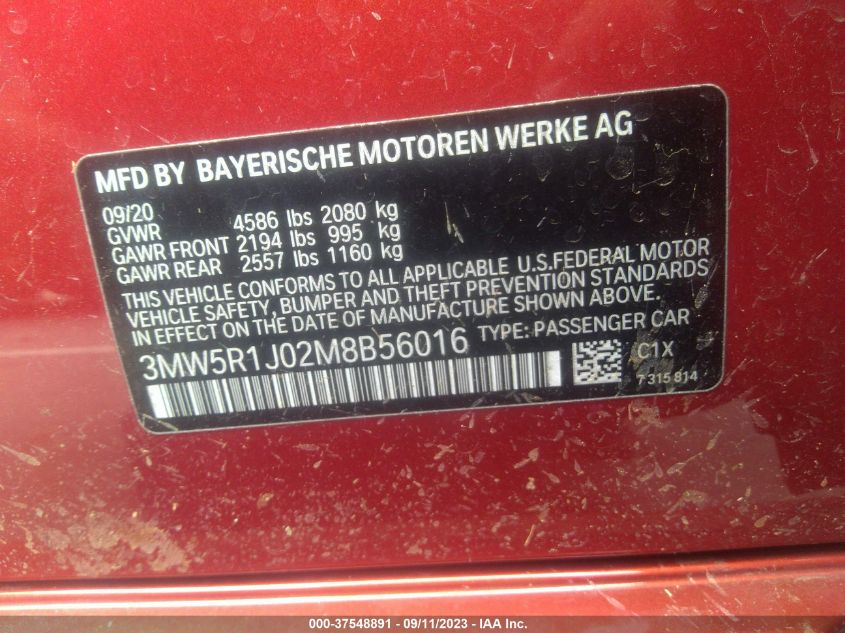 MFD BY BAYERISCHE MOTOREN WERKE AG
09/20
GVWR 4586 lbs 2080 kg
GAWR FRONT 2194 lbs 995 kg
GAWR REAR 2557 lbs 1160 kg
THIS VEHICLE CONFORMS TO ALL APPLICABLE U.S.FEDERAL MOTOR
VEHICLE SAFETY, BUMPER AND THEFT PREVENTION STANDARDS
IN EFFECT ON THE DATE OF MANUFACTURE SHOWN ABOVE.
3MW5R1J02M8B56016 TYPE: PASSENGER CAR
C1X
7315814
000-37548891 - 09/11/2023 - IAA Inc.